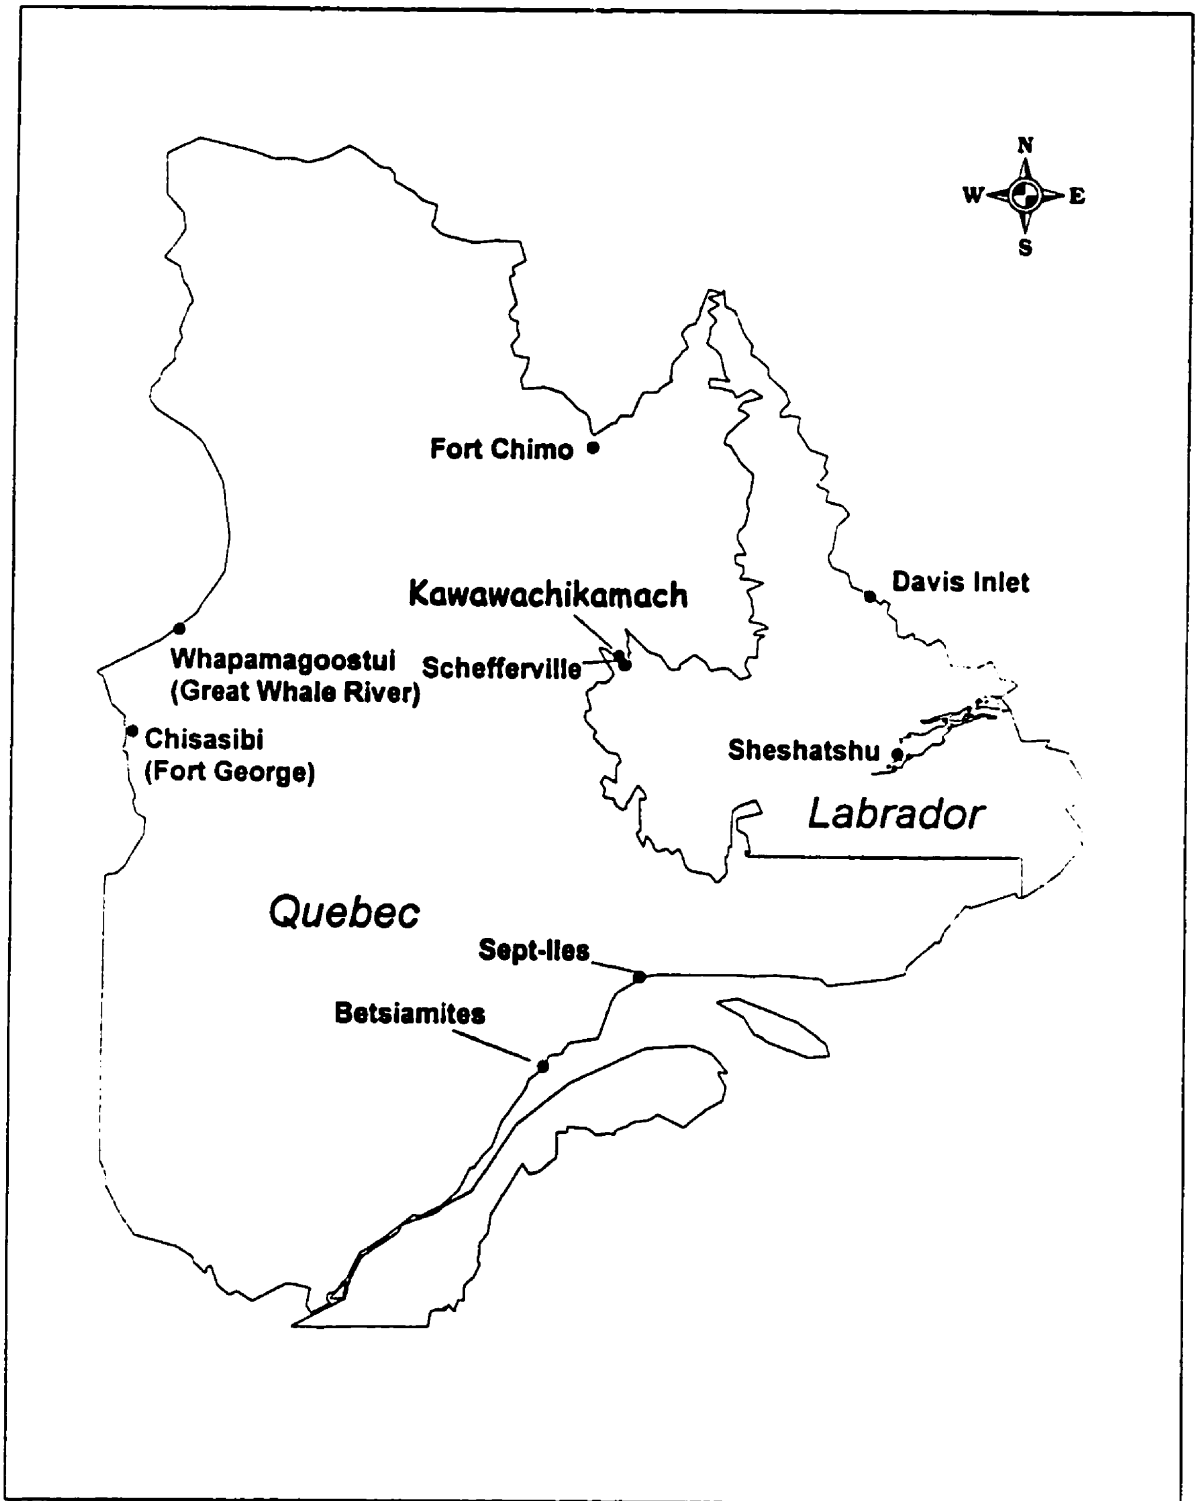 N
W E
S
Fort Chimo
Davis Inlet
Kawawachikamach
Whapamagoostui
(Great Whale River)
Schefferville
Chisasibi
(Fort George)
Sheshatshu
Labrador
Quebec
Sept-Iles
Betsiamites